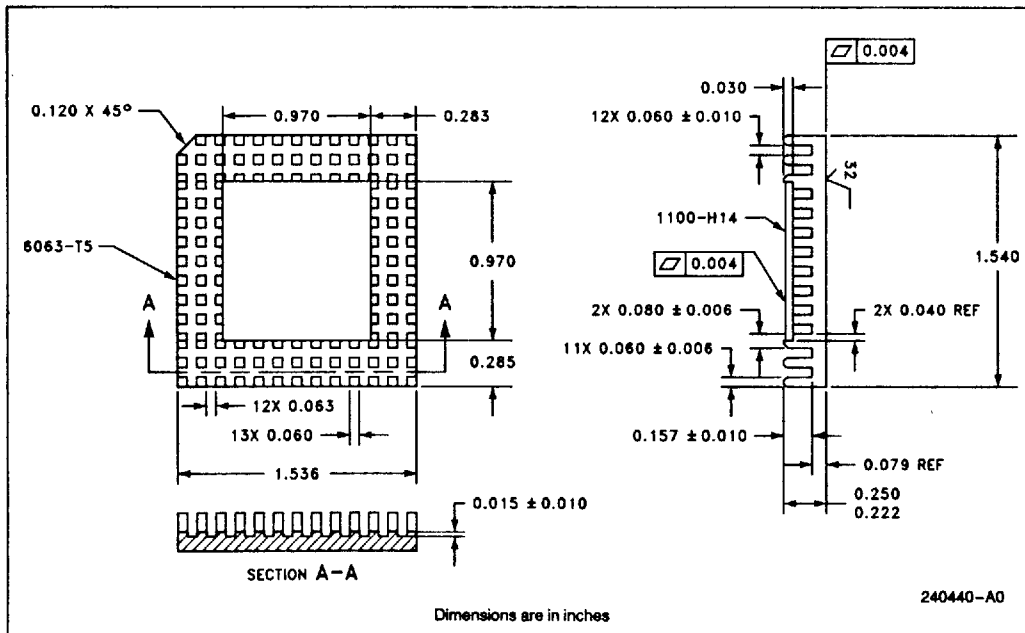 0.004
0.030
0.120 X 45°
0.970
0.283
12X 0.060 ± 0.010
32
1100-H14
6063-T5
0.970
1.540
0.004
A
A
2X 0.080 ± 0.006
2X 0.040 REF
11X 0.060 ± 0.006
0.285
12X 0.063
13X 0.060
0.157 ± 0.010
0.079 REF
1.536
0.250
0.222
0.015 ± 0.010
SECTION A-A
240440-A0
Dimensions are in inches